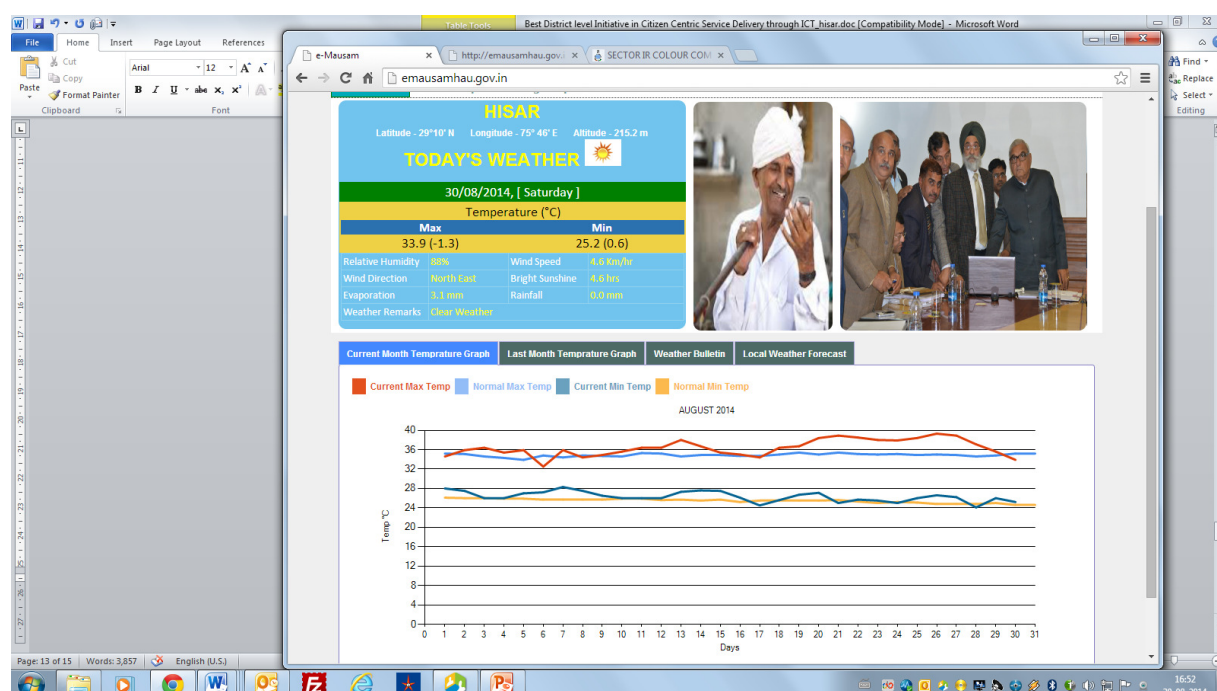 Table Tools
Best District level Initiative in Citizen Centric Service Delivery through ICT_hisar.doc [Compatibility Mode] - Microsoft Word
File Home Insert Page Layout References
Cut
Copy
Paste
Format Painter
Clipboard
Arial 12
B I U abc
Font
Find
Replace
Select
Editing
e-Mausam
http://emausamhau.gov.
SECTOR IR COLOUR COM
emausamhau.gov.in
HISAR
Latitude - 29°10' N Longitude - 75° 46' E Altitude - 215.2 m
TODAY'S WEATHER
30/08/2014, [ Saturday ]
Temperature (°C)
Max Min
33.9 (-1.3) 25.2 (0.6)
Relative Humidity 88% Wind Speed 4.6 Km/hr
Wind Direction North East Bright Sunshine 4.6 hrs
Evaporation 3.1 mm Rainfall 0.0 mm
Weather Remarks Clear Weather
Current Month Temprature Graph Last Month Temprature Graph Weather Bulletin Local Weather Forecast
Current Max Temp Normal Max Temp Current Min Temp Normal Min Temp
AUGUST 2014
40
36
32
28
24
20
16
12
8
4
0
Temp °C
0 1 2 3 4 5 6 7 8 9 10 11 12 13 14 15 16 17 18 19 20 21 22 23 24 25 26 27 28 29 30 31
Days
Page: 13 of 15 Words: 3,857 English (U.S.)
16:52